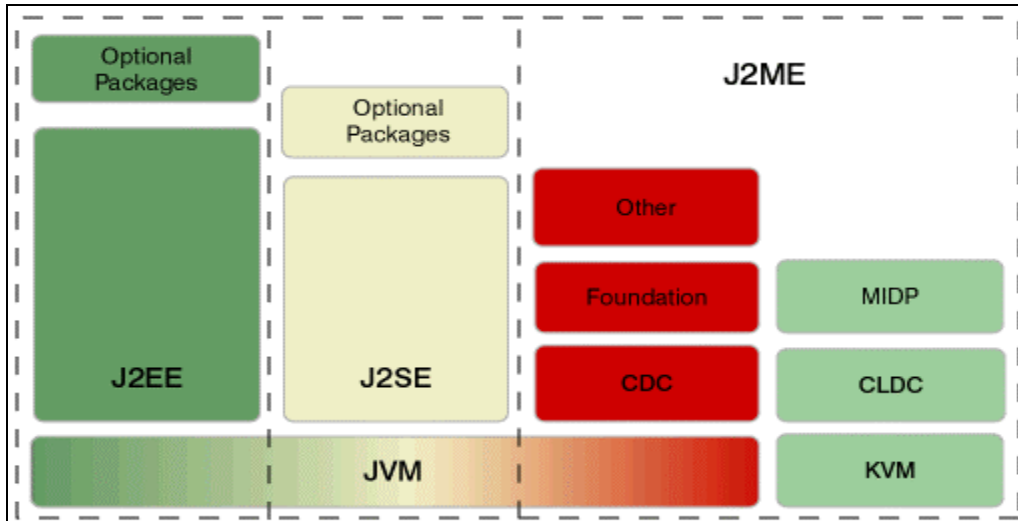 Optional
Packages
J2EE
Optional
Packages
J2SE
J2ME
Other
Foundation
CDC
MIDP
CLDC
JVM
KVM